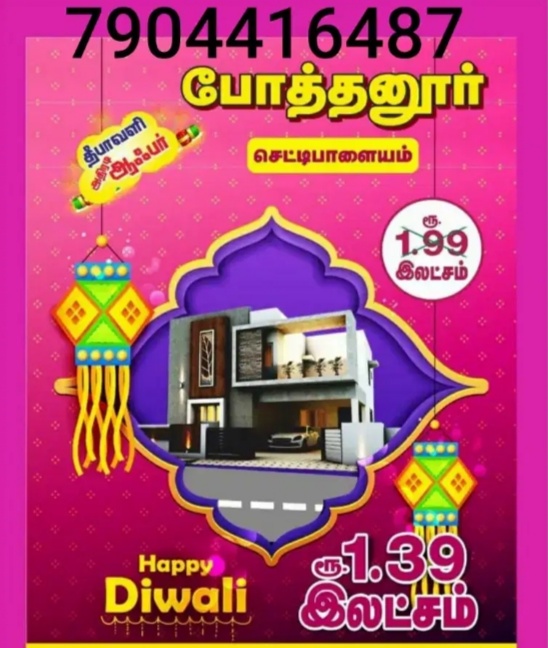 7904416487
போத்தனூர்
செட்டிபாளையம்
தீபாவளி
அதிரடி
ஆஃபர்
ரூ.
1.99
இலட்சம்
Happy
Diwali
ரூ.1.39
இலட்சம்